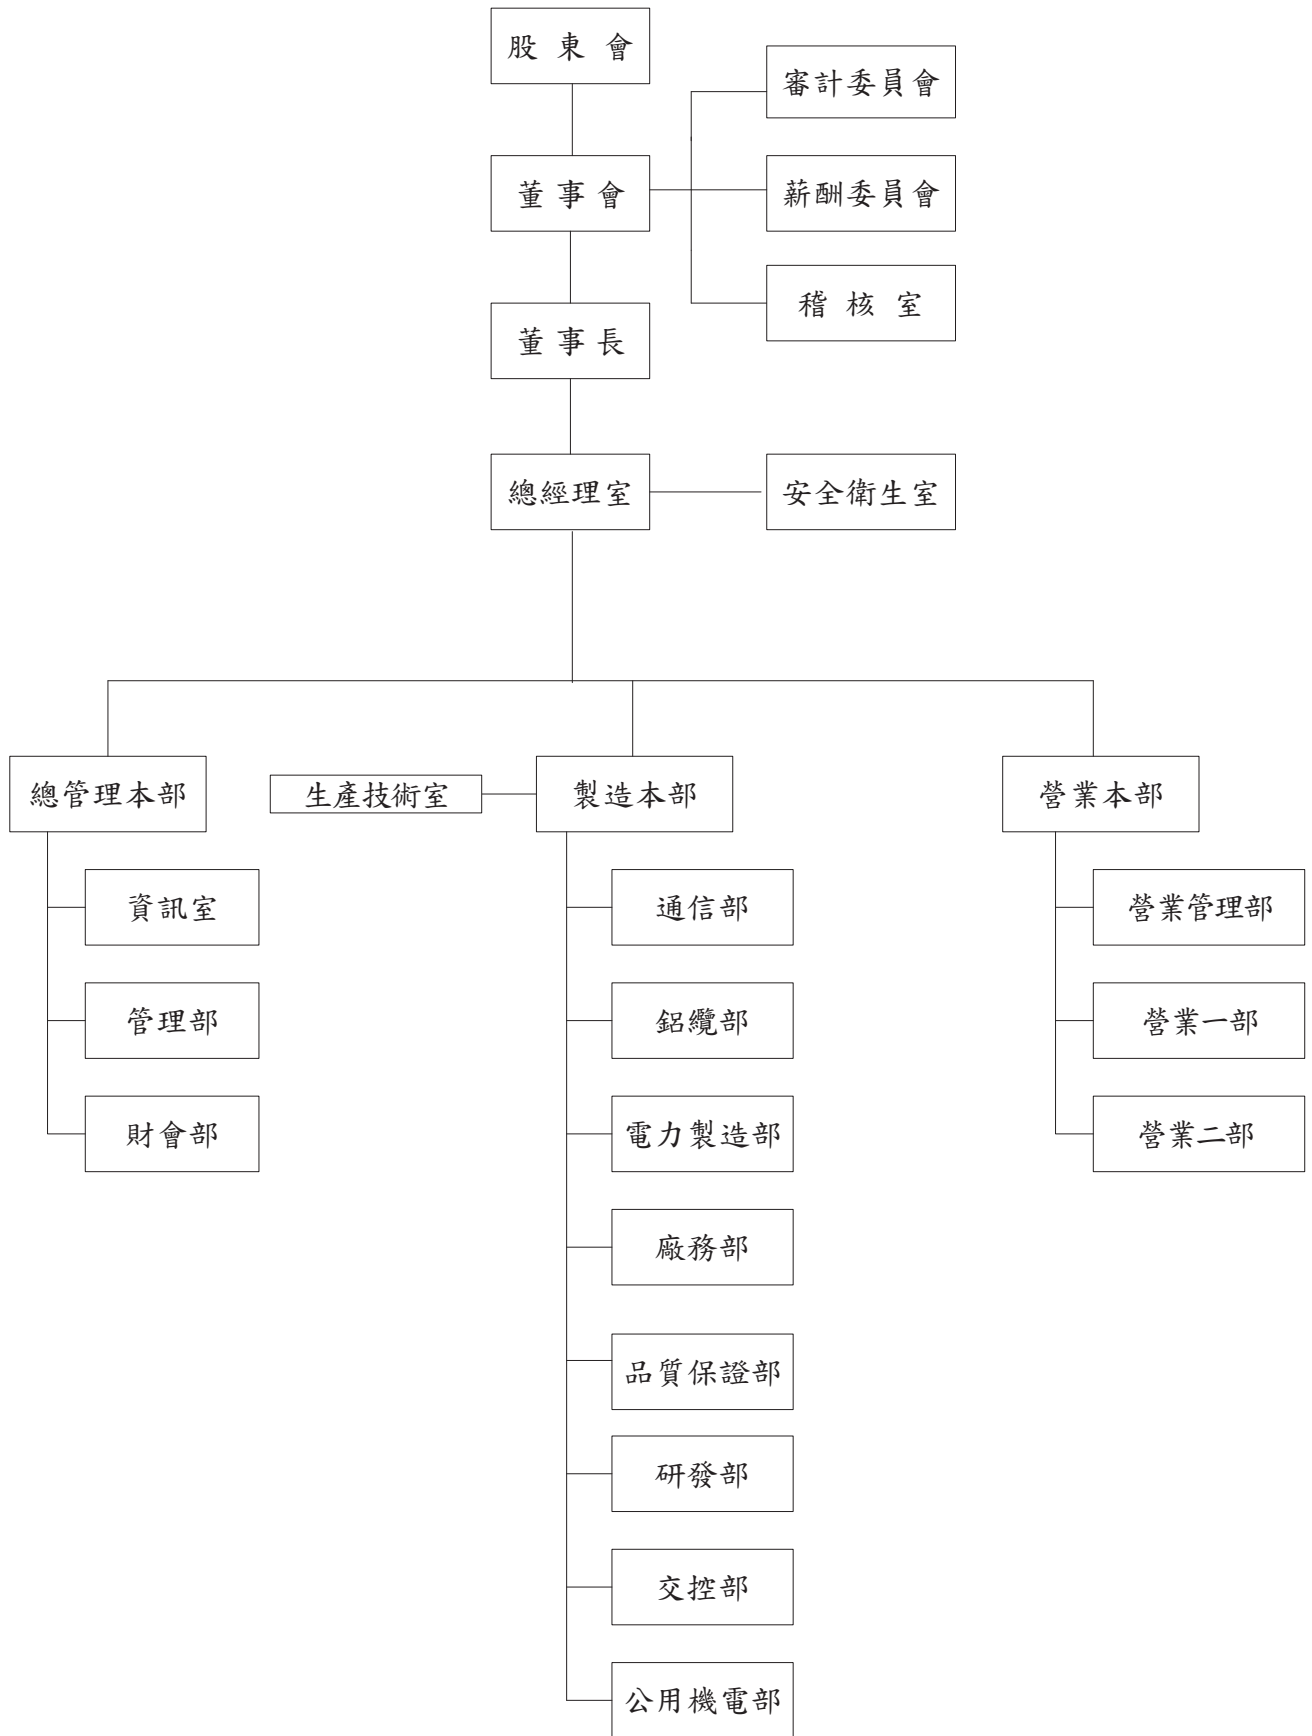 股東會
審計委員會
董事會
薪酬委員會
稽核室
董事長
總經理室
安全衛生室
總管理本部
生產技術室
製造本部
營業本部
資訊室
通信部
營業管理部
管理部
鋁纜部
營業一部
財會部
電力製造部
營業二部
廠務部
品質保證部
研發部
交控部
公用機電部